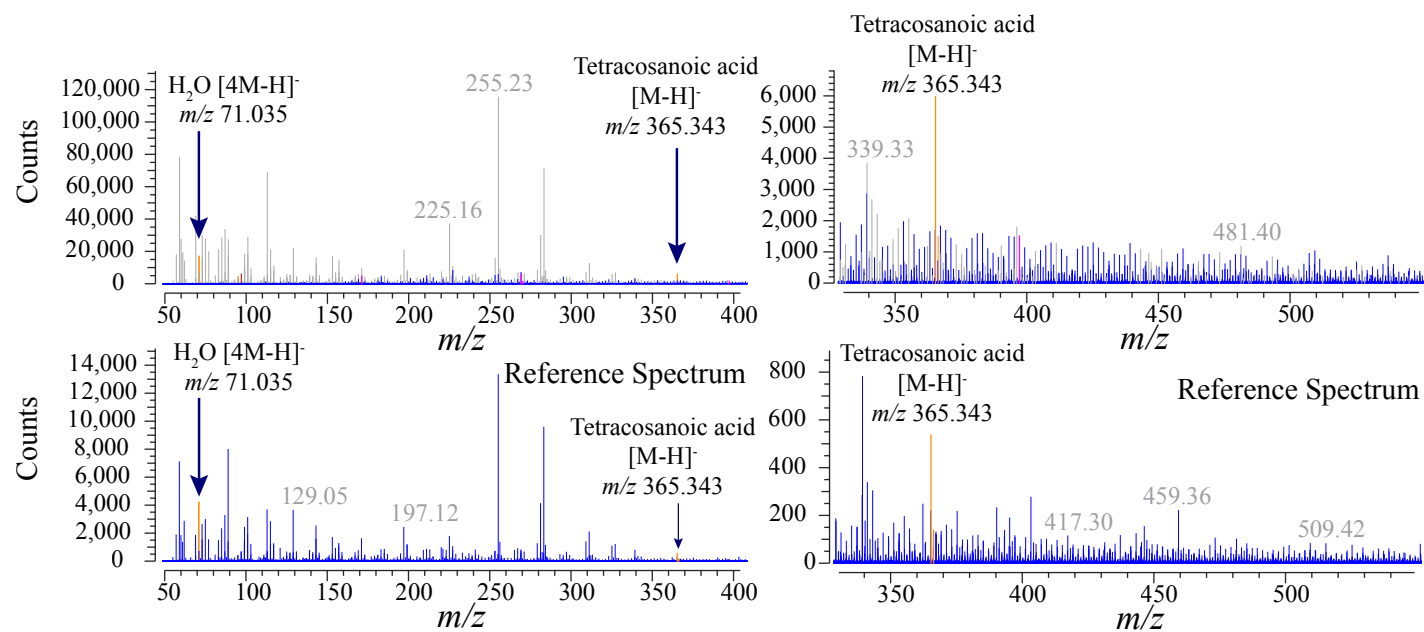 H₂O [4M-H]⁻
m/z 71.035
255.23
225.16
Tetracosanoic acid
[M-H]⁻
m/z 365.343
120,000
100,000
80,000
60,000
40,000
20,000
0
Counts
50 100 150 200 250 300 350 400
m/z
Tetracosanoic acid
[M-H]⁻
m/z 365.343
339.33
481.40
6,000
5,000
4,000
3,000
2,000
1,000
0
350 400 450 500
m/z
H₂O [4M-H]⁻
m/z 71.035
Reference Spectrum
129.05
197.12
Tetracosanoic acid
[M-H]⁻
m/z 365.343
14,000
12,000
10,000
8,000
6,000
4,000
2,000
0
Counts
50 100 150 200 250 300 350 400
m/z
Tetracosanoic acid
[M-H]⁻
m/z 365.343
Reference Spectrum
417.30
459.36
509.42
800
600
400
200
0
350 400 450 500
m/z